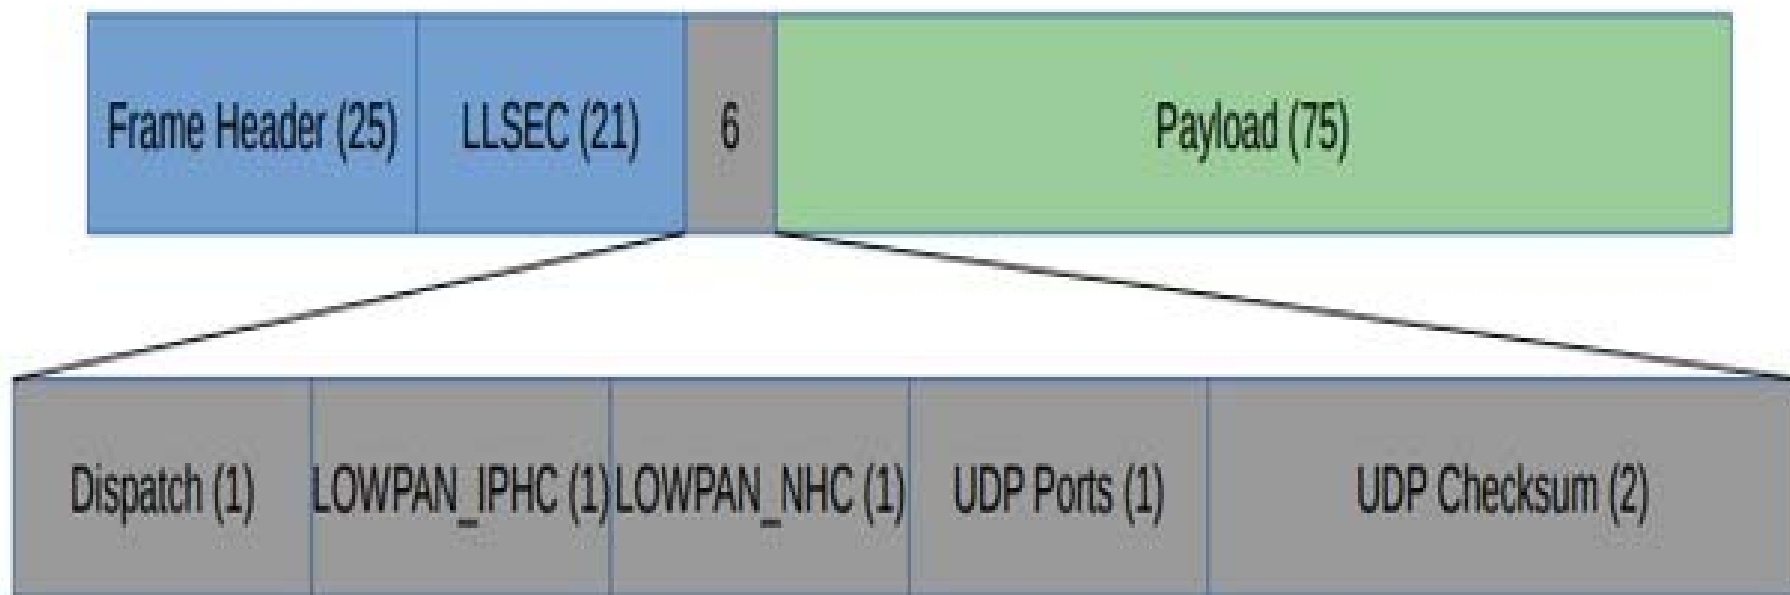 Frame Header (25) LLSEC (21) 6 Payload (75)
Dispatch (1) LOWPAN_IPHC (1) LOWPAN_NHC (1) UDP Ports (1) UDP Checksum (2)